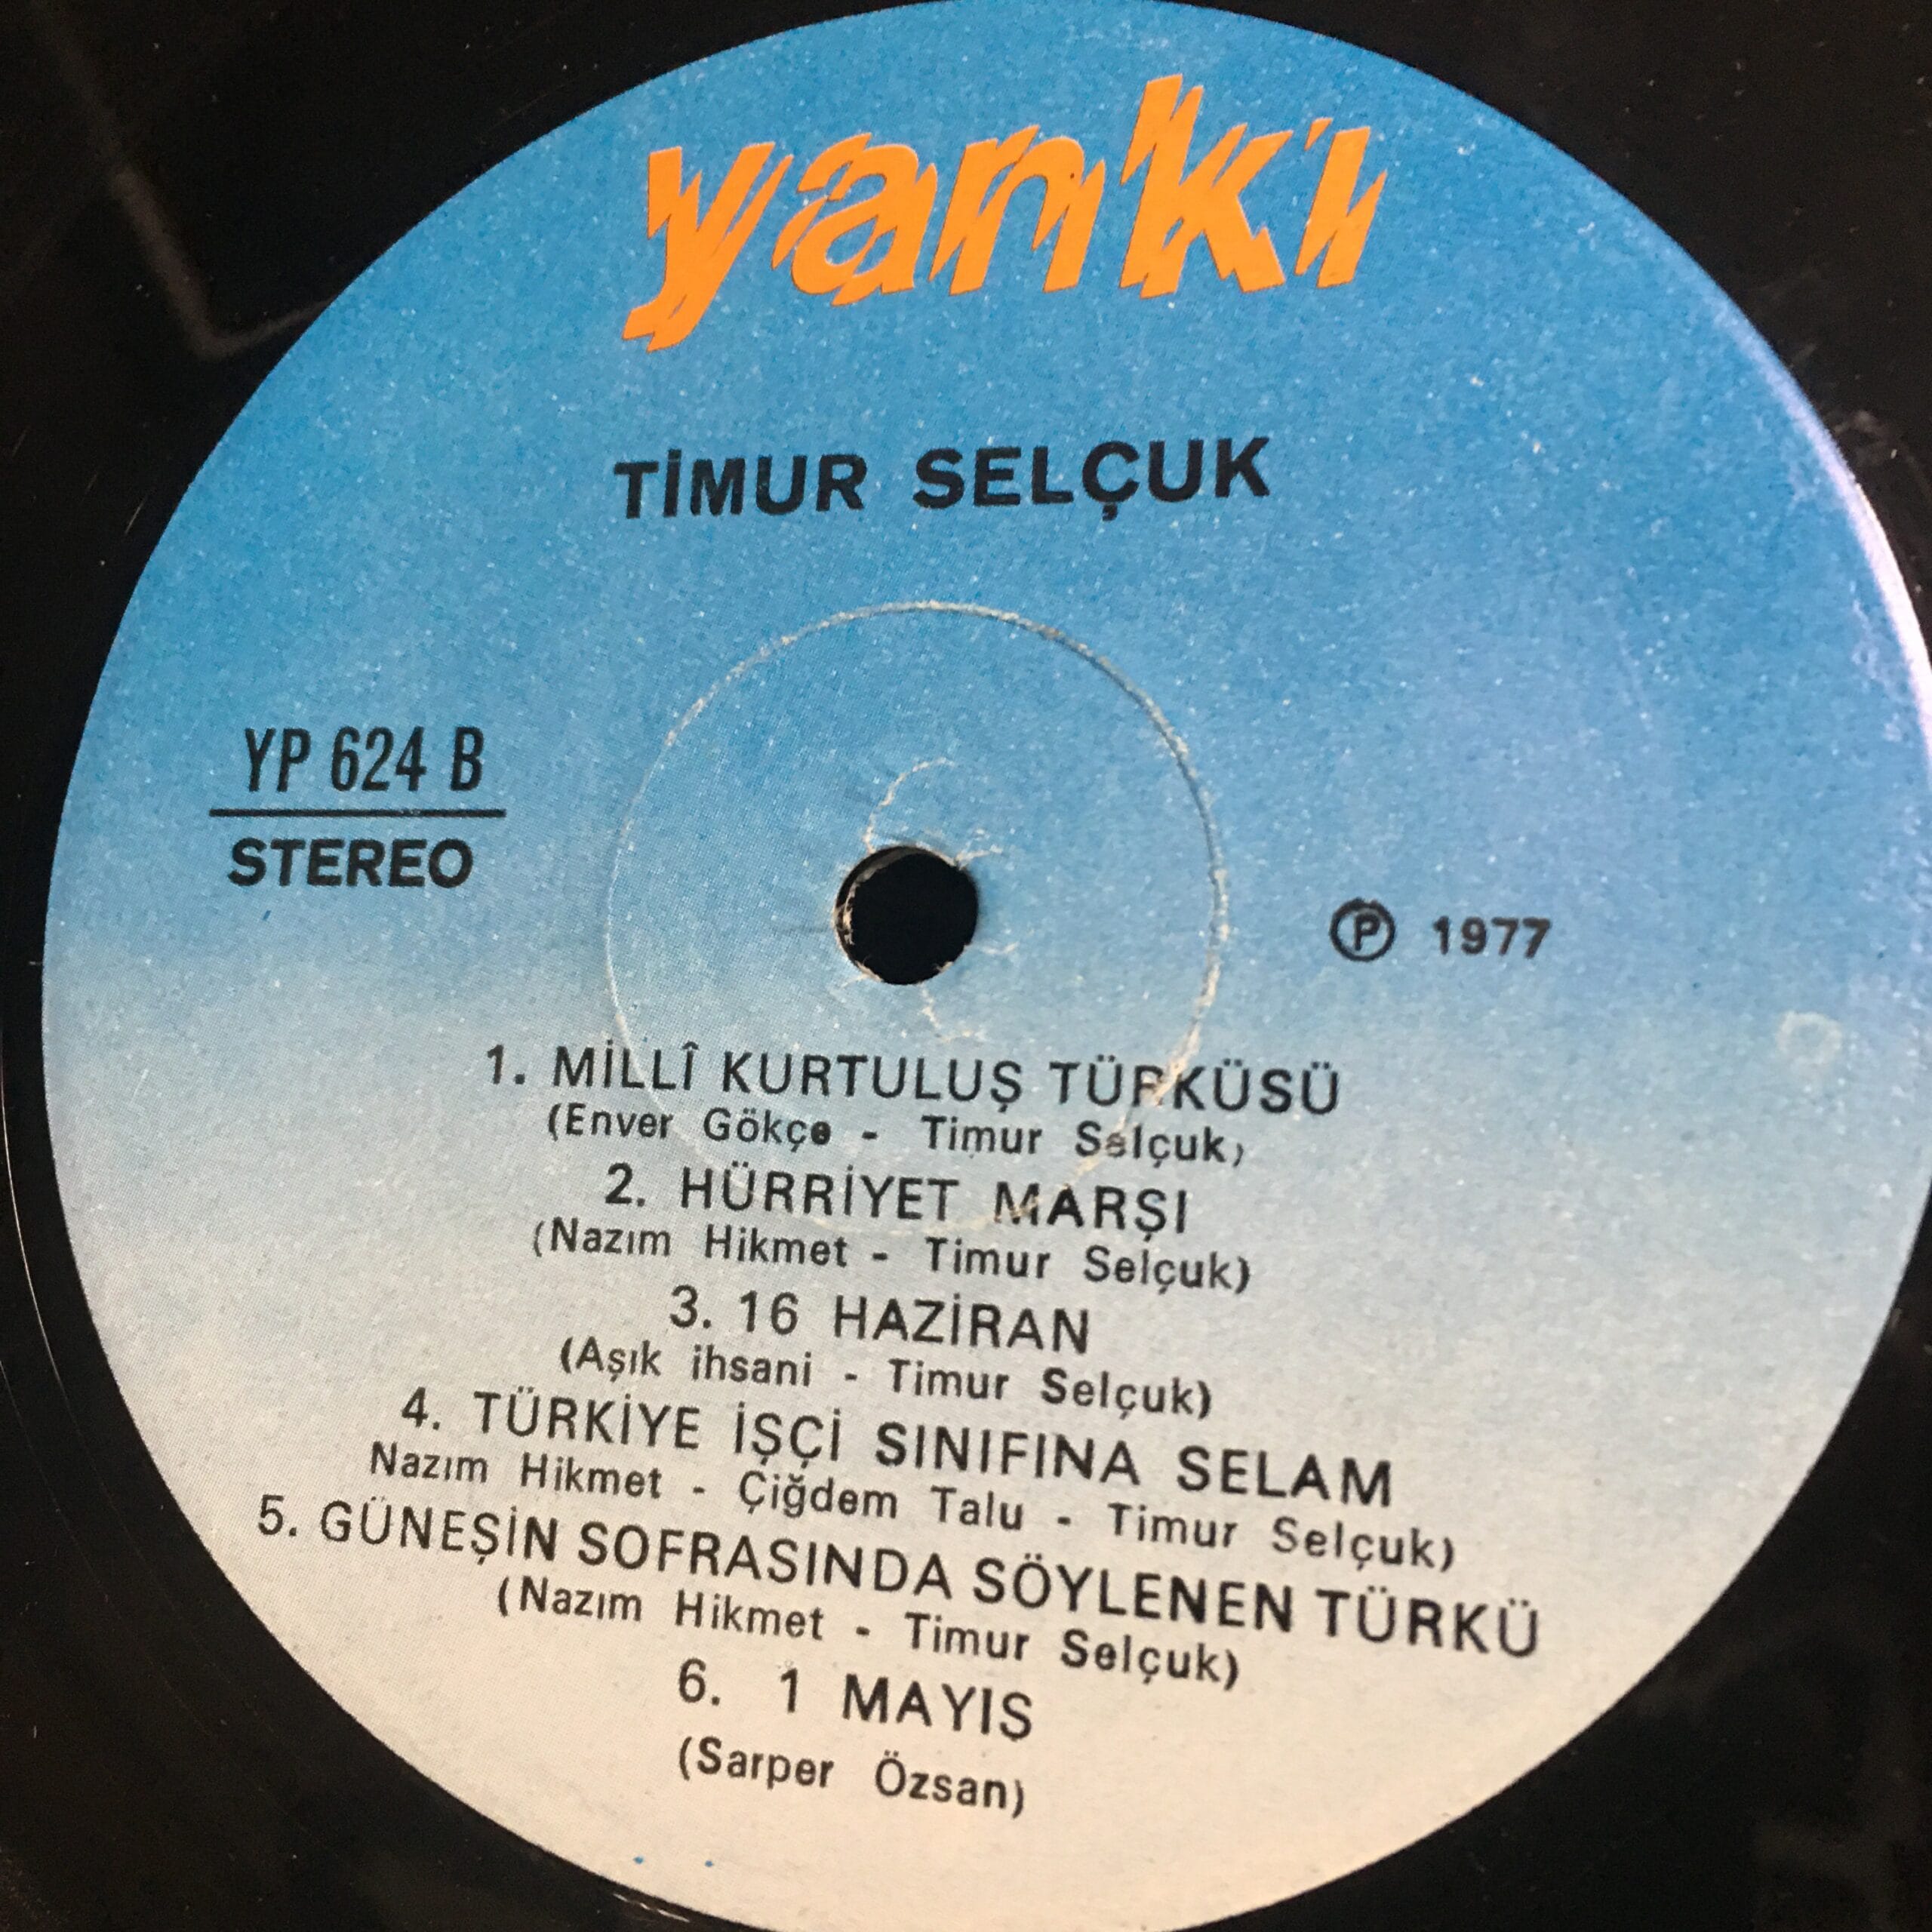 yankı
TİMUR SELÇUK
YP 624 B
STEREO
℗ 1977
1. MİLLÎ KURTULUŞ TÜRKÜSÜ
(Enver Gökçe - Timur Selçuk)
2. HÜRRİYET MARŞI
(Nazım Hikmet - Timur Selçuk)
3. 16 HAZİRAN
(Aşık ihsani - Timur Selçuk)
4. TÜRKİYE İŞÇİ SINIFINA SELAM
Nazım Hikmet - Çiğdem Talu - Timur Selçuk)
5. GÜNEŞİN SOFRASINDA SÖYLENEN TÜRKÜ
(Nazım Hikmet - Timur Selçuk)
6. 1 MAYIS
(Sarper Özsan)